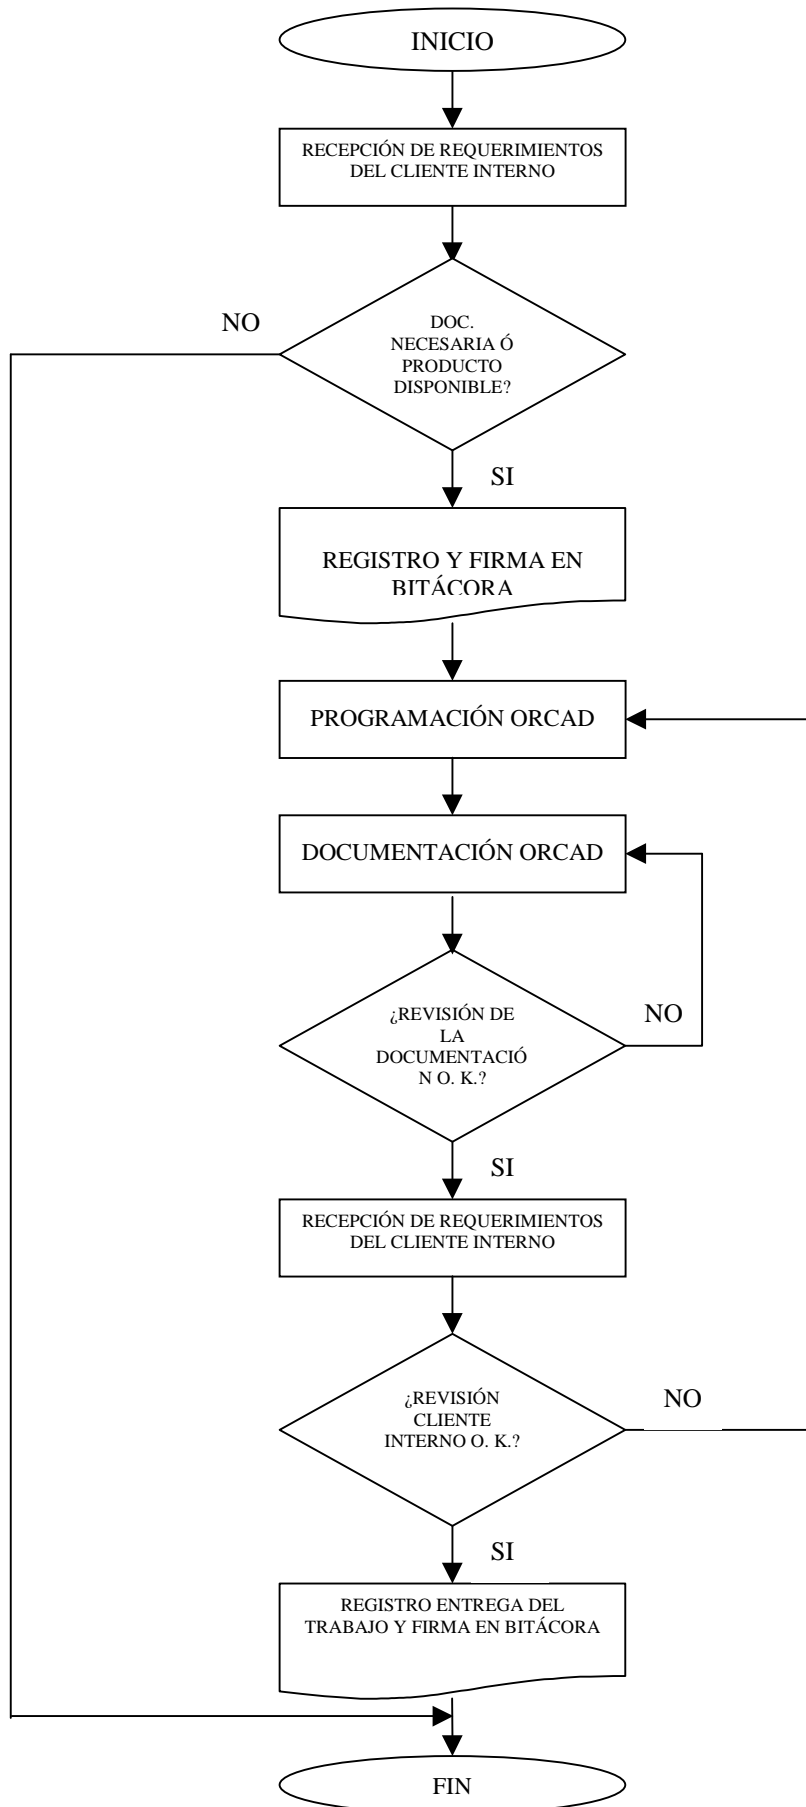 INICIO
RECEPCIÓN DE REQUERIMIENTOS
DEL CLIENTE INTERNO
NO
DOC.
NECESARIA Ó
PRODUCTO
DISPONIBLE?
SI
REGISTRO Y FIRMA EN
BITÁCORA
PROGRAMACIÓN ORCAD
DOCUMENTACIÓN ORCAD
¿REVISIÓN DE
LA
DOCUMENTACIÓ
N O. K.?
NO
SI
RECEPCIÓN DE REQUERIMIENTOS
DEL CLIENTE INTERNO
¿REVISIÓN
CLIENTE
INTERNO O. K.?
NO
SI
REGISTRO ENTREGA DEL
TRABAJO Y FIRMA EN BITÁCORA
FIN